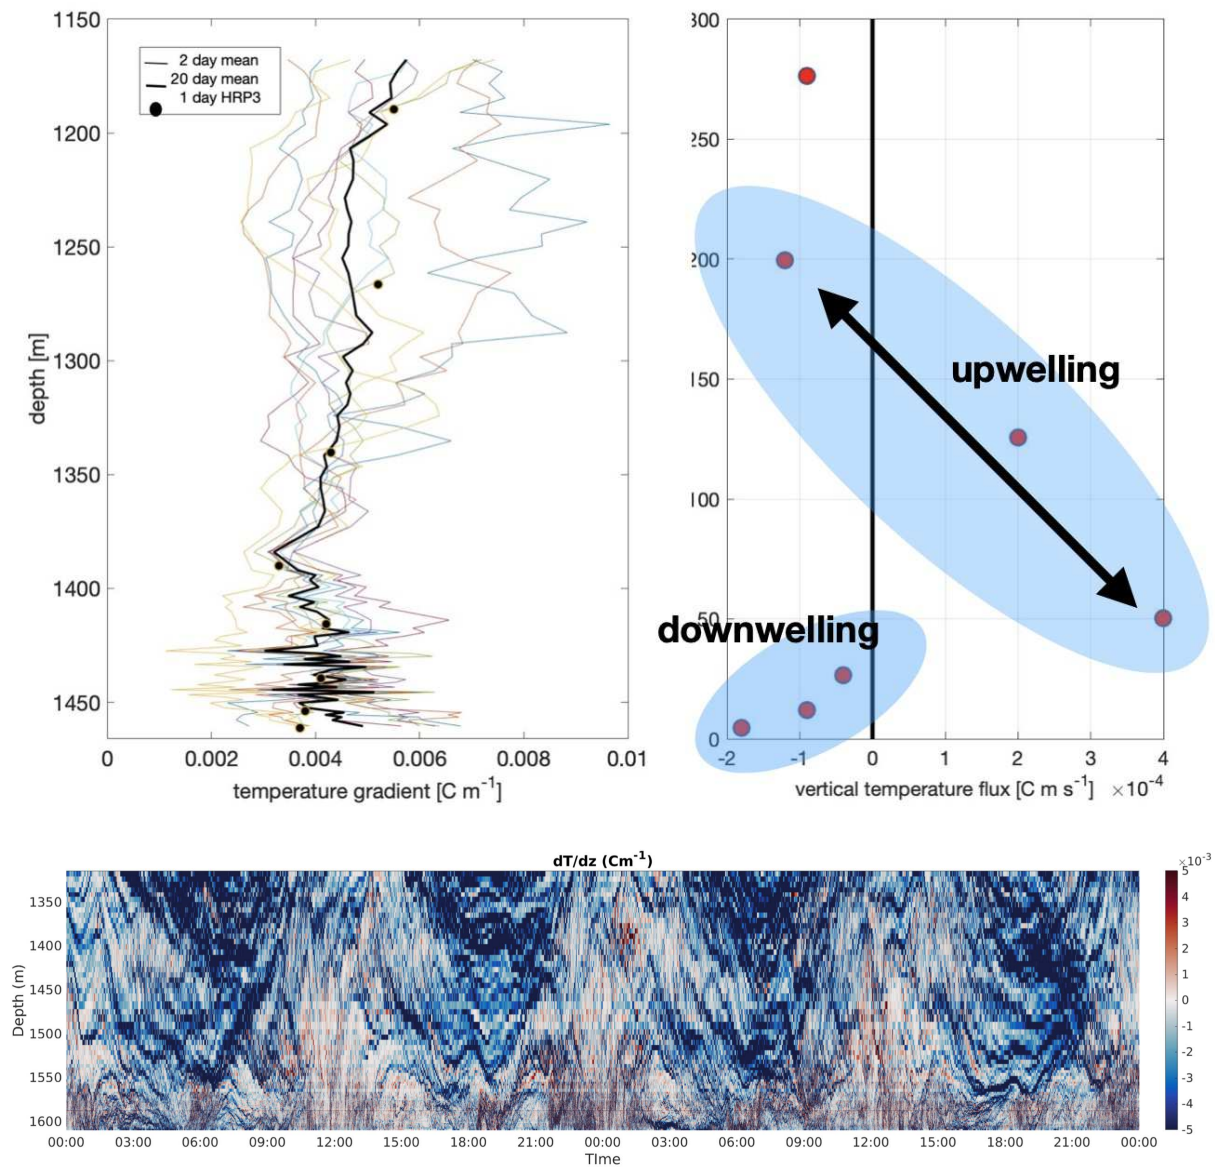 1150
1200
1250
1300
1350
1400
1450
depth [m]
2 day mean
20 day mean
1 day HRP3
0 0.002 0.004 0.006 0.008 0.01
temperature gradient [C m-1]
300
250
200
150
100
50
0
upwelling
downwelling
-2 -1 0 1 2 3 4
vertical temperature flux [C m s-1] ×10-4
dT/dz (Cm-1)
Depth (m)
1350
1400
1450
1500
1550
1600
00:00 03:00 06:00 09:00 12:00 15:00 18:00 21:00 00:00 03:00 06:00 09:00 12:00 15:00 18:00 21:00 00:00
TIme
×10-3
5
4
3
2
1
0
-1
-2
-3
-4
-5